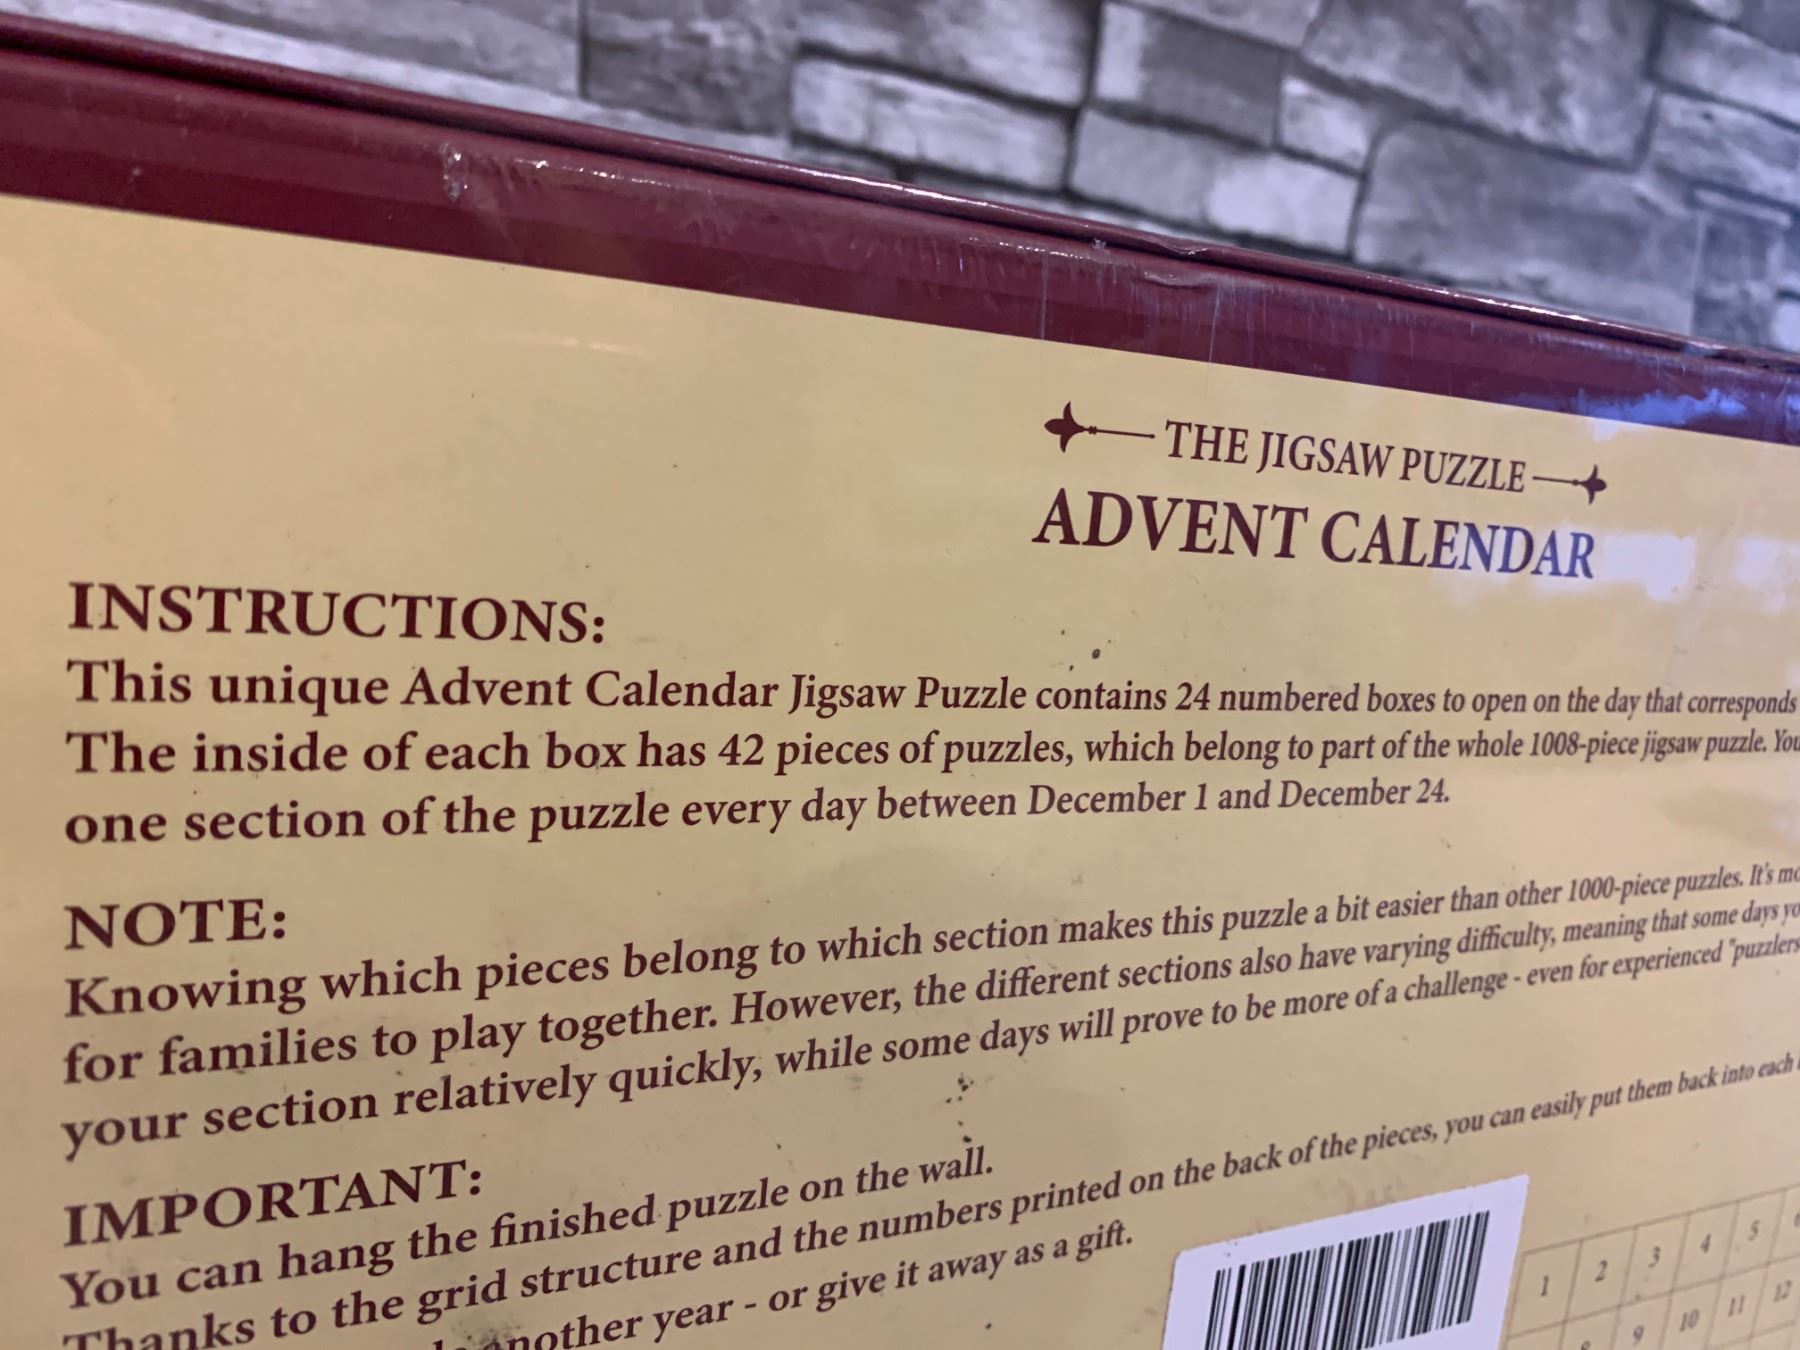 THE JIGSAW PUZZLE
ADVENT CALENDAR
INSTRUCTIONS:
This unique Advent Calendar Jigsaw Puzzle contains 24 numbered boxes to open on the day that corresponds
The inside of each box has 42 pieces of puzzles, which belong to part of the whole 1008-piece jigsaw puzzle. You
one section of the puzzle every day between December 1 and December 24.
NOTE:
Knowing which pieces belong to which section makes this puzzle a bit easier than other 1000-piece puzzles. It's
for families to play together. However, the different sections also have varying difficulty, meaning that some days
your section relatively quickly, while some days will prove to be more of a challenge - even for experienced "puzzlers
IMPORTANT:
You can hang the finished puzzle on the wall.
Thanks to the grid structure and the numbers printed on the back of the pieces, you can easily put them back into each
another year - or give it away as a gift.
1 2 3 4 5
9 10 11 12